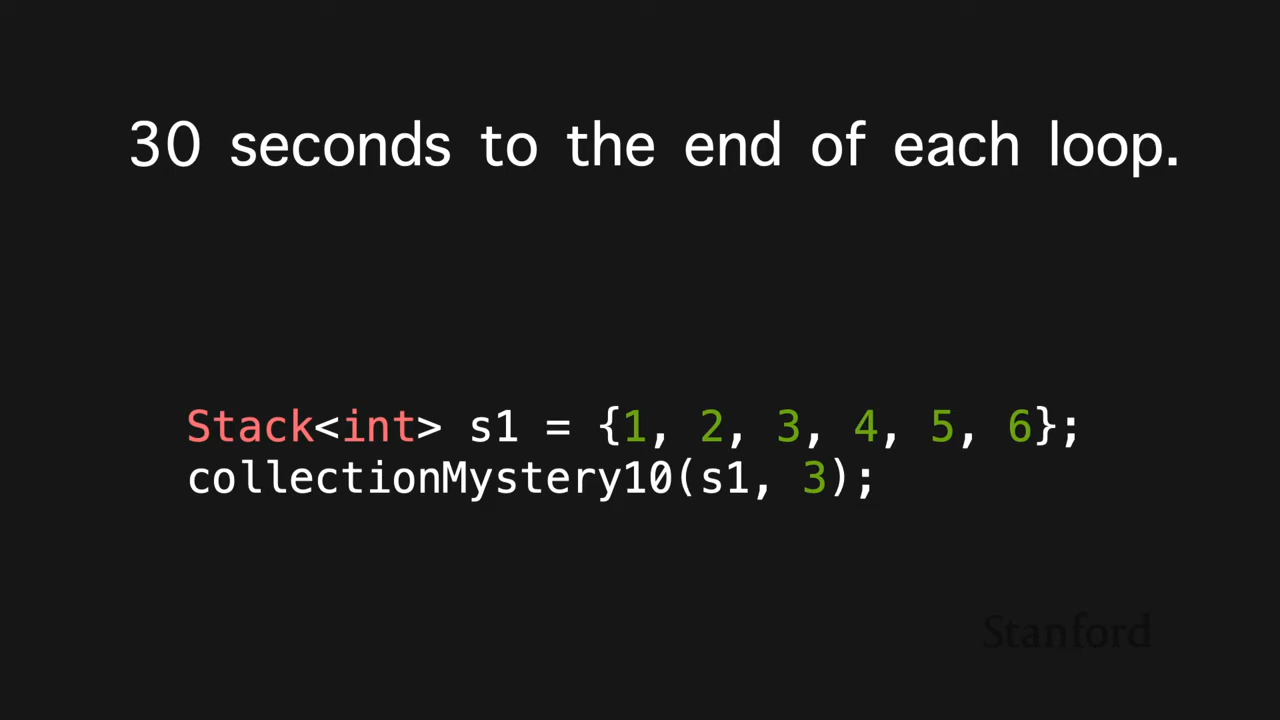 30 seconds to the end of each loop.
Stack<int> s1 = {1, 2, 3, 4, 5, 6};
collectionMystery10(s1, 3);
Stanford